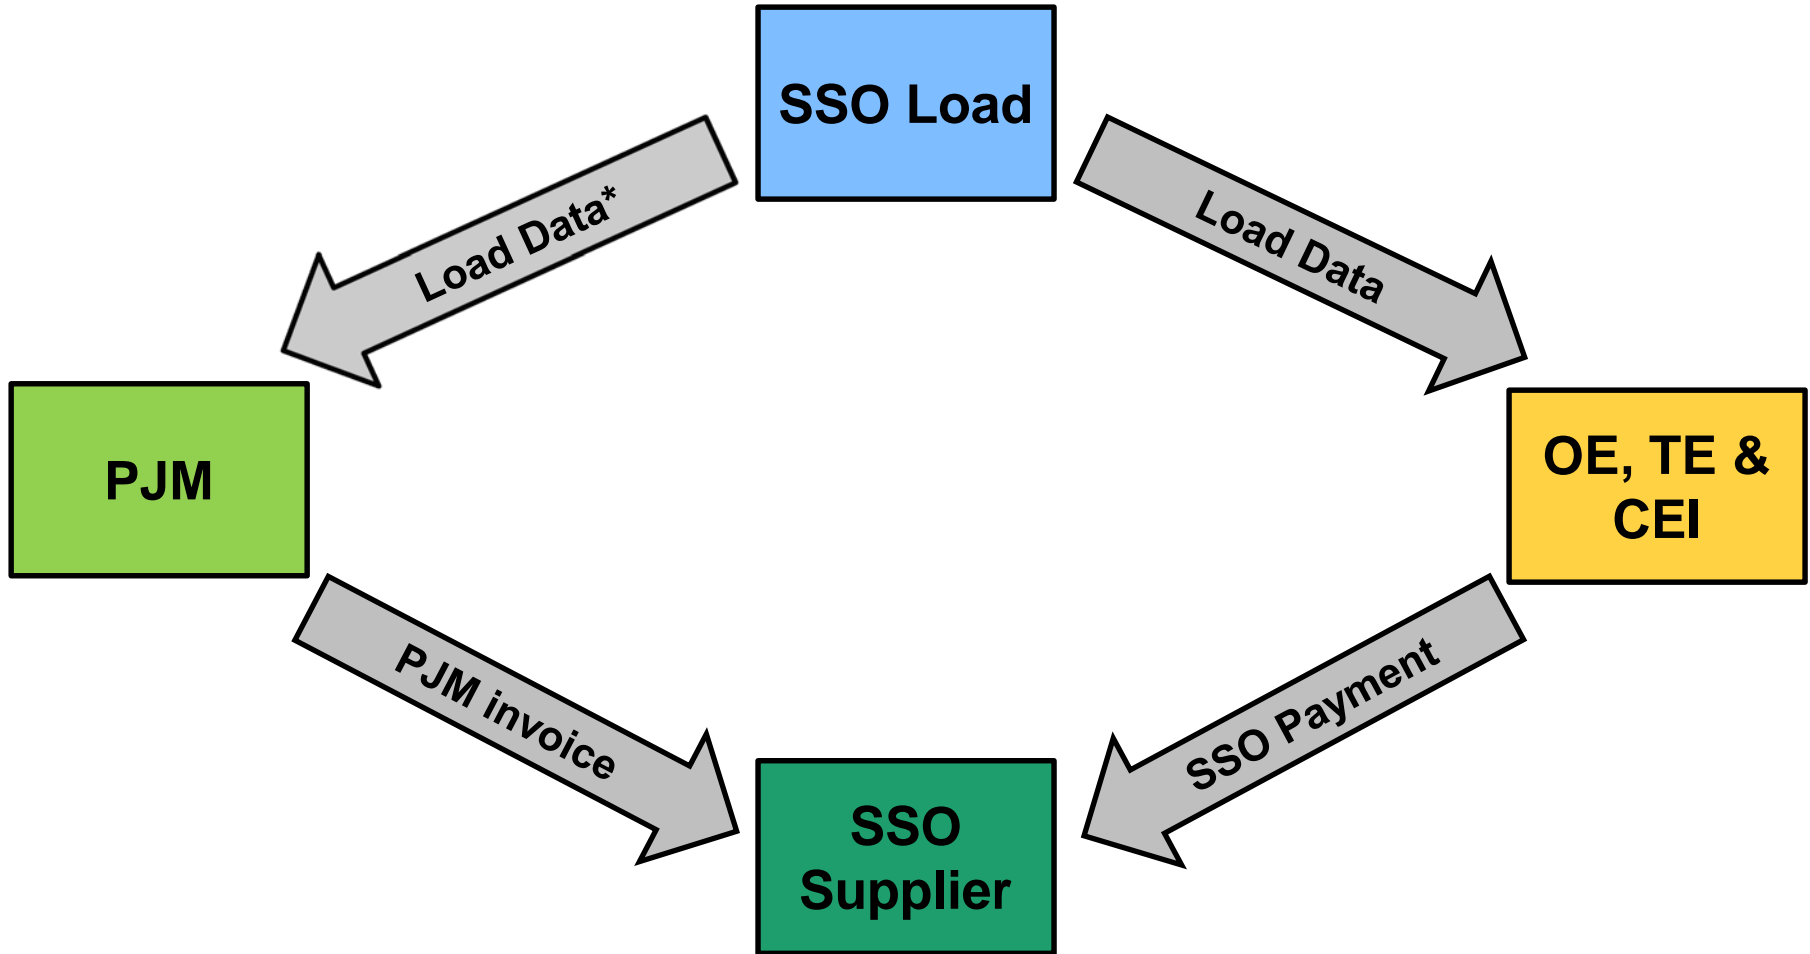 SSO Load
Load Data*
Load Data
PJM
OE, TE &
CEI
PJM invoice
SSO Payment
SSO
Supplier